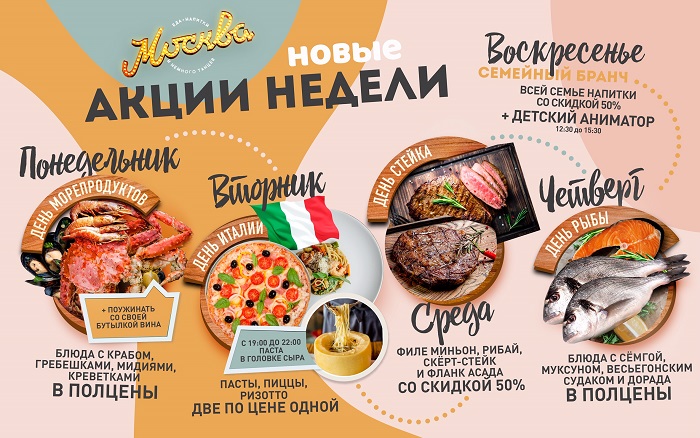 ЕДА • НАПИТКИ
Москва
И НЕМНОГО ТАНЦЕВ
новые
АКЦИИ НЕДЕЛИ
Воскресенье
СЕМЕЙНЫЙ БРАНЧ
ВСЕЙ СЕМЬЕ НАПИТКИ
СО СКИДКОЙ 50%
+ ДЕТСКИЙ АНИМАТОР
12:30 до 15:30
Понедельник
ДЕНЬ МОРЕПРОДУКТОВ
+ ПОУЖИНАТЬ
СО СВОЕЙ
БУТЫЛКОЙ ВИНА
БЛЮДА С КРАБОМ,
ГРЕБЕШКАМИ, МИДИЯМИ,
КРЕВЕТКАМИ
В ПОЛЦЕНЫ
Вторник
ДЕНЬ ИТАЛИИ
С 19:00 ДО 22:00
ПАСТА
В ГОЛОВКЕ СЫРА
ПАСТЫ, ПИЦЦЫ,
РИЗОТТО
ДВЕ ПО ЦЕНЕ ОДНОЙ
ДЕНЬ СТЕЙКА
Среда
ФИЛЕ МИНЬОН, РИБАЙ,
СКЁРТ-СТЕЙК
И ФЛАНК АСАДА
СО СКИДКОЙ 50%
Четверг
ДЕНЬ РЫБЫ
БЛЮДА С СЁМГОЙ,
МУКСУНОМ, ВЕСЬЕГОНСКИМ
СУДАКОМ И ДОРАДА
В ПОЛЦЕНЫ